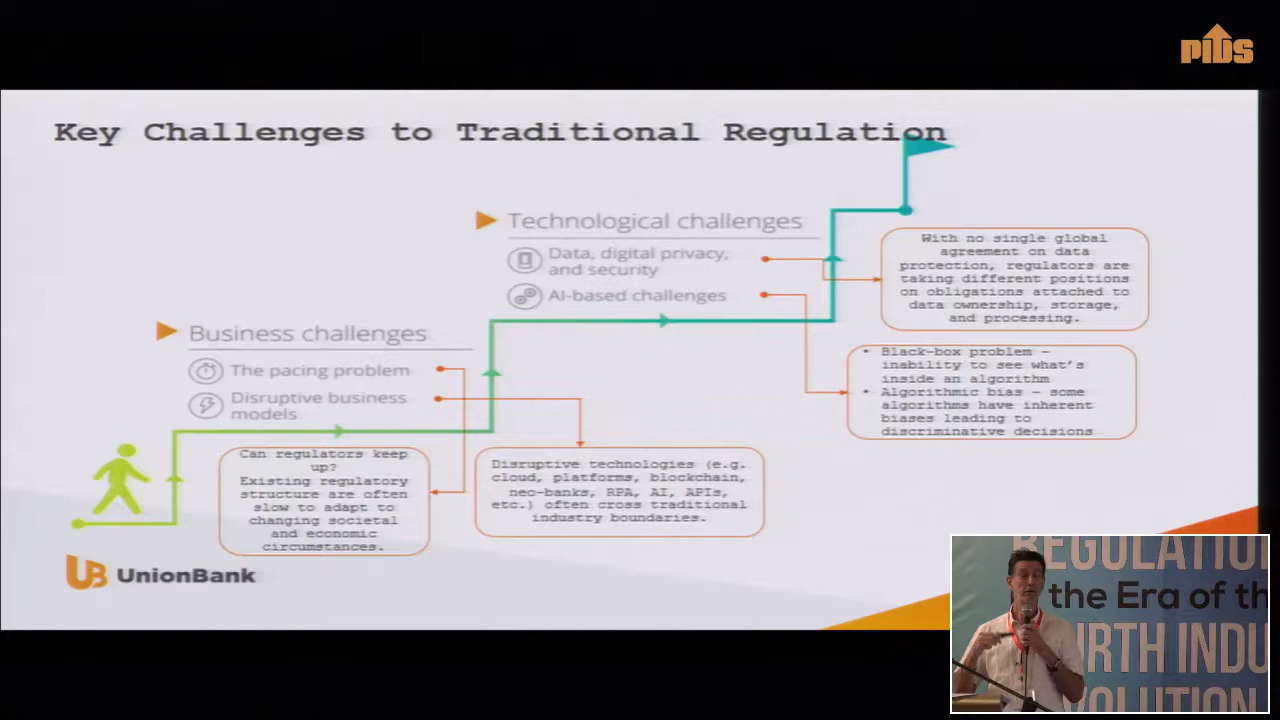 PIDS
Key Challenges to Traditional Regulation
Technological challenges
Data, digital privacy,
and security
AI-based challenges
With no single global
agreement on data
protection, regulators are
taking different positions
on obligations attached to
data ownership, storage,
and processing.
Business challenges
The pacing problem
Disruptive business
models
• Black-box problem –
inability to see what's
inside an algorithm
• Algorithmic bias – some
algorithms have inherent
biases leading to
discriminative decisions
Can regulators keep
up?
Existing regulatory
structure are often
slow to adapt to
changing societal
and economic
circumstances.
Disruptive technologies (e.g.
cloud, platforms, blockchain,
neo-banks, RPA, AI, APIs,
etc.) often cross traditional
industry boundaries.
UB UnionBank
REGULATION
the Era of th
RTH INDU
VOLUTION